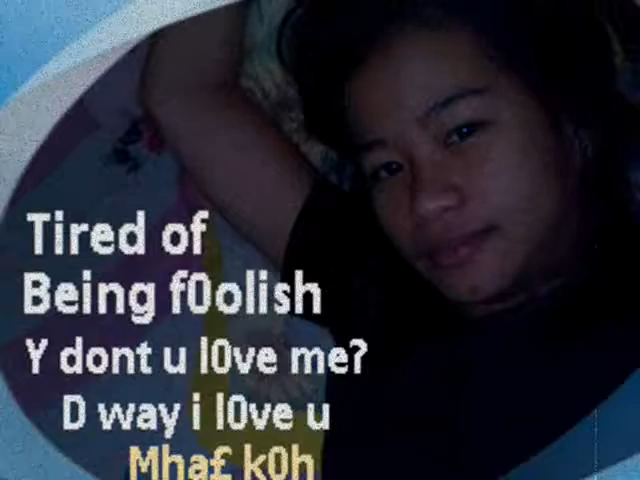 Tired of
Being f0olish
Y dont u l0ve me?
D way i l0ve u
Mha£ k0h